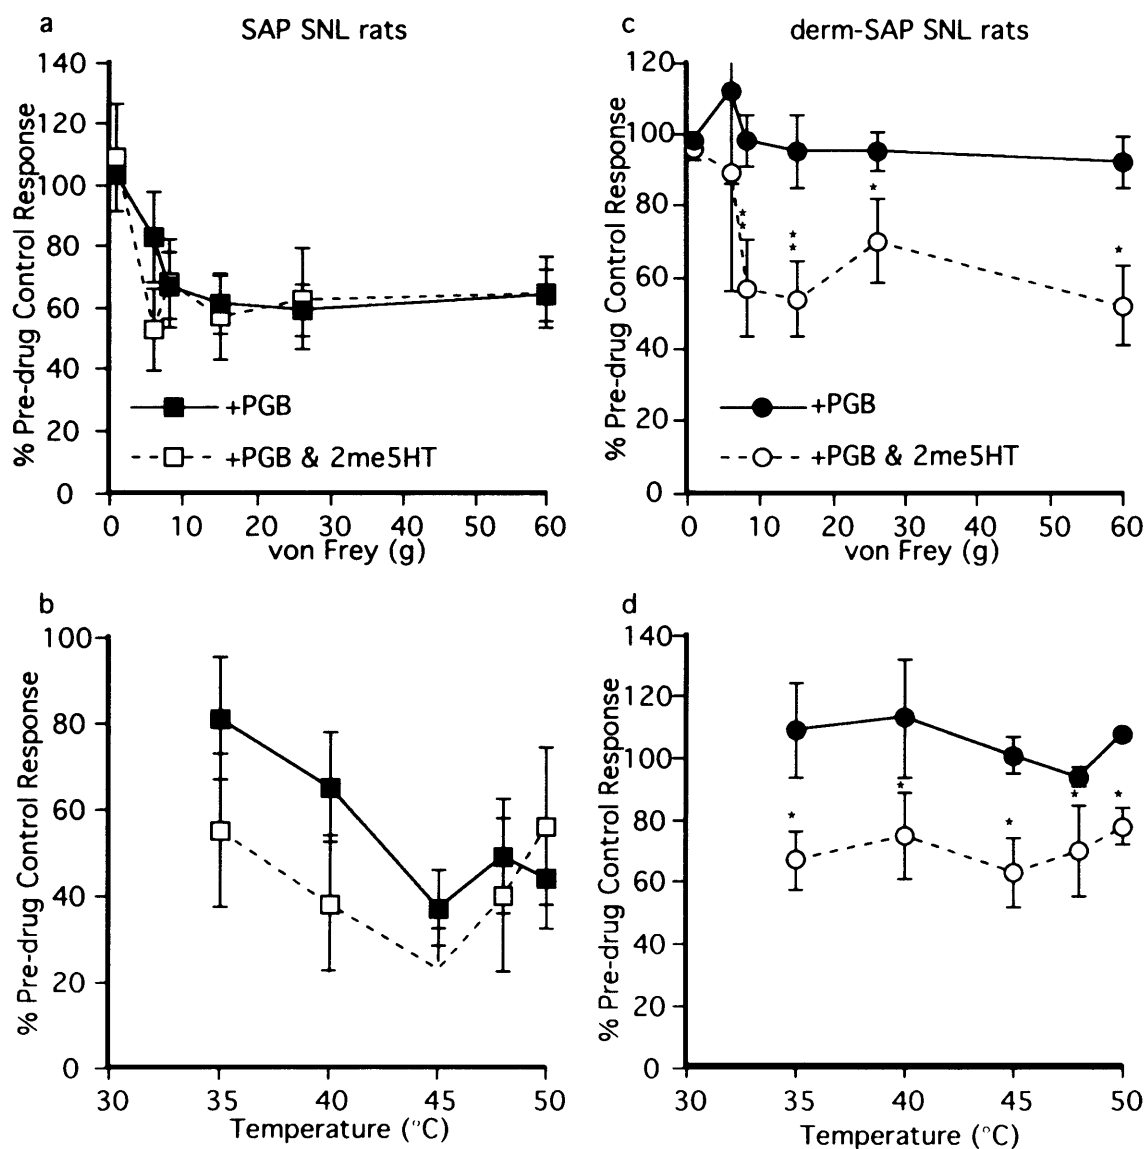 a
SAP SNL rats
% Pre-drug Control Response
140
120
100
80
60
40
20
0
+PGB
+PGB & 2me5HT
0 10 20 30 40 50 60
von Frey (g)
c
derm-SAP SNL rats
% Pre-drug Control Response
120
100
80
60
40
20
0
*
*
*
*
*
*
+PGB
+PGB & 2me5HT
0 10 20 30 40 50 60
von Frey (g)
b
% Pre-drug Control Response
100
80
60
40
20
0
30 35 40 45 50
Temperature (°C)
d
% Pre-drug Control Response
140
120
100
80
60
40
20
0
* * * * *
30 35 40 45 50
Temperature (°C)